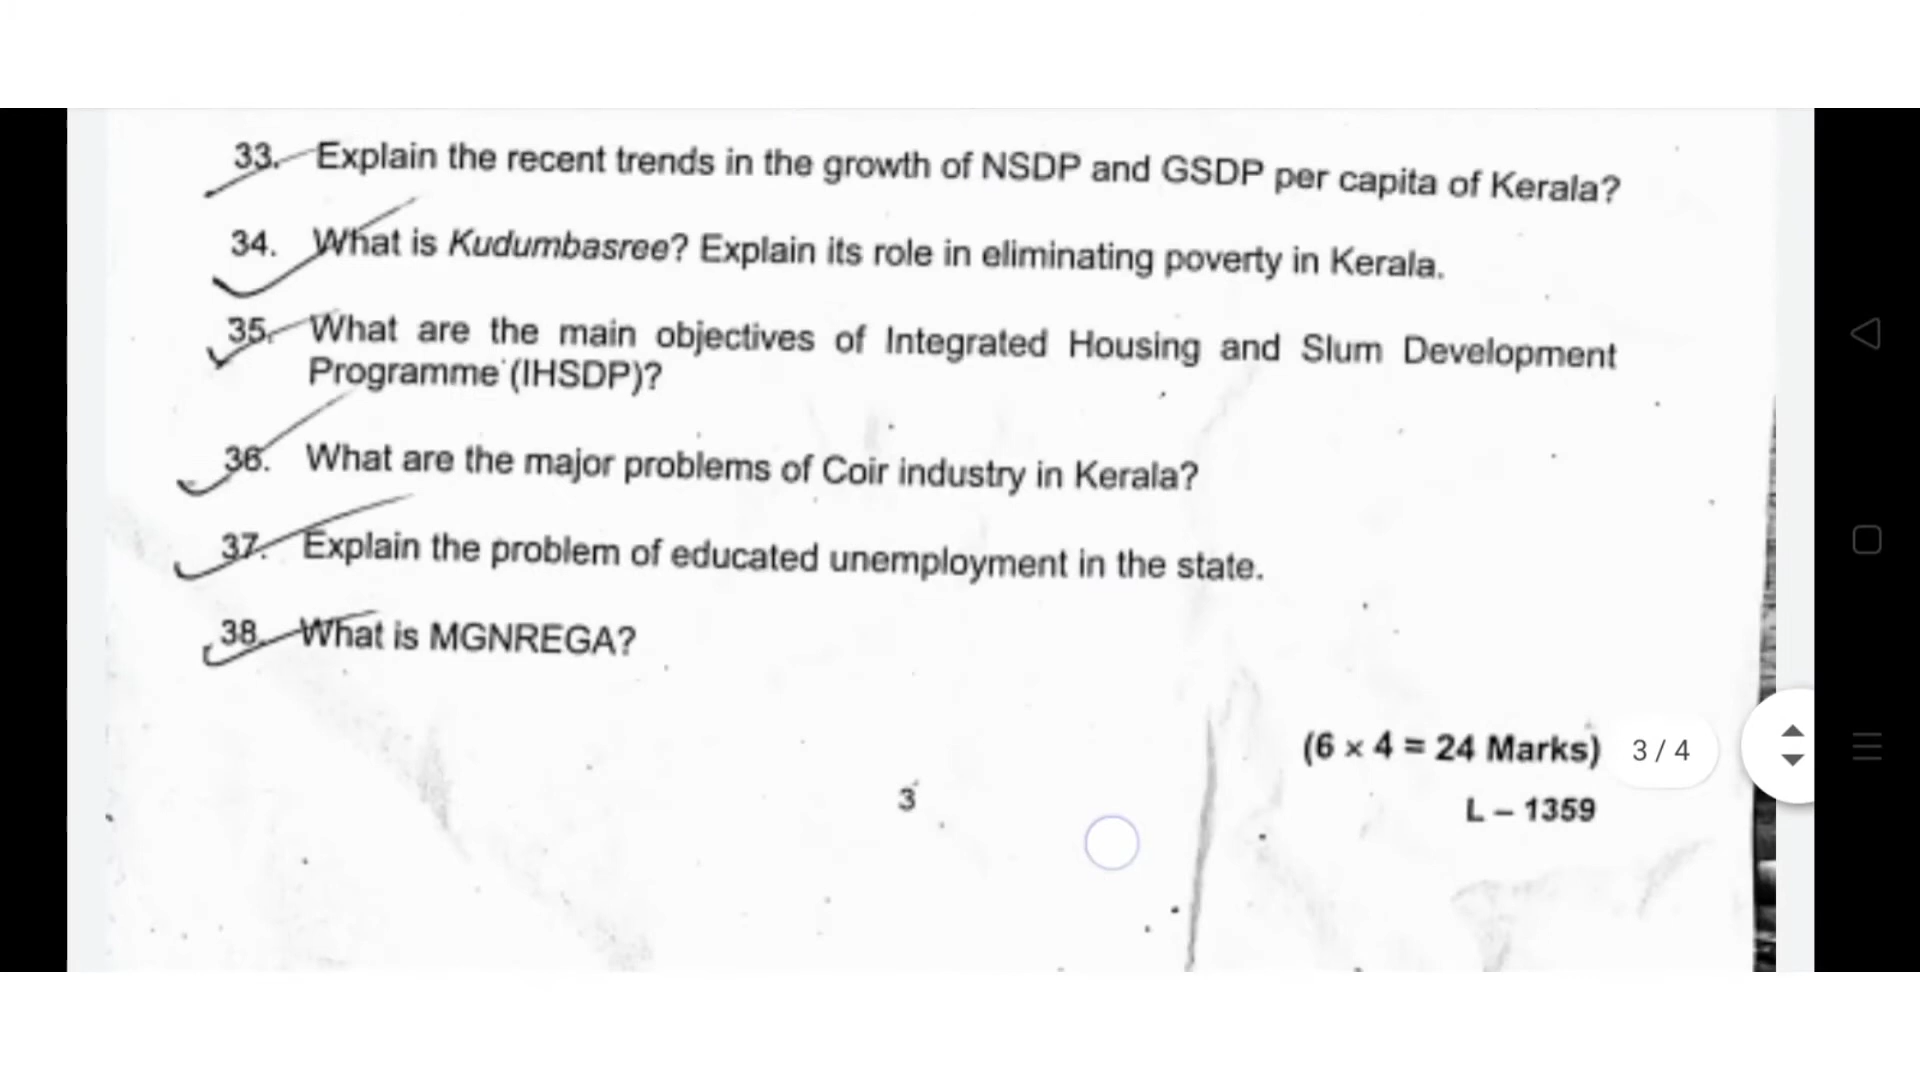 33. Explain the recent trends in the growth of NSDP and GSDP per capita of Kerala?
34. What is Kudumbasree? Explain its role in eliminating poverty in Kerala.
35. What are the main objectives of Integrated Housing and Slum Development
Programme (IHSDP)?
36. What are the major problems of Coir industry in Kerala?
37. Explain the problem of educated unemployment in the state.
38. What is MGNREGA?
(6 × 4 = 24 Marks)
3 / 4
3
L – 1359